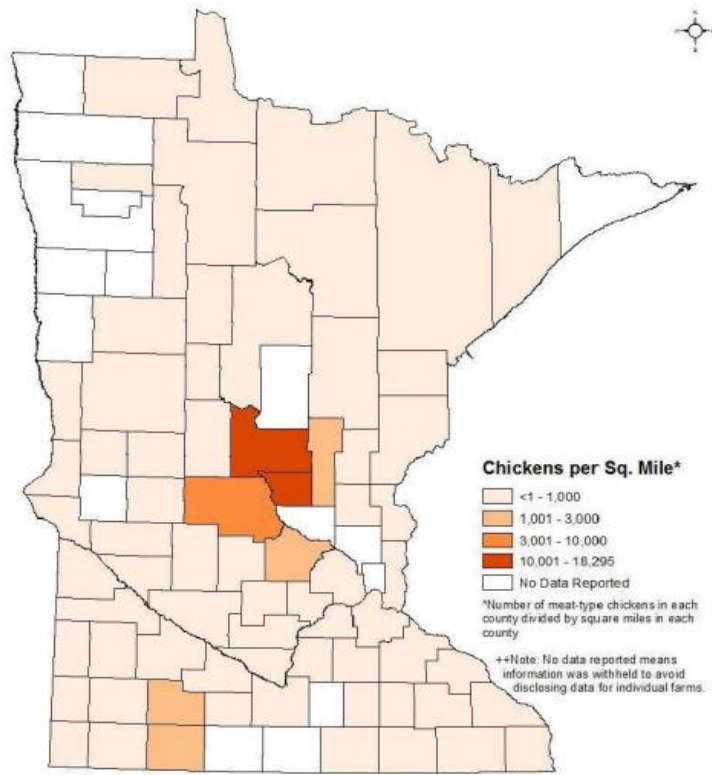 Chickens per Sq. Mile*
<1 - 1,000
1,001 - 3,000
3,001 - 10,000
10,001 - 18,295
No Data Reported
*Number of meat-type chickens in each
county divided by square miles in each
county
++Note: No data reported means
information was withheld to avoid
disclosing data for individual farms.